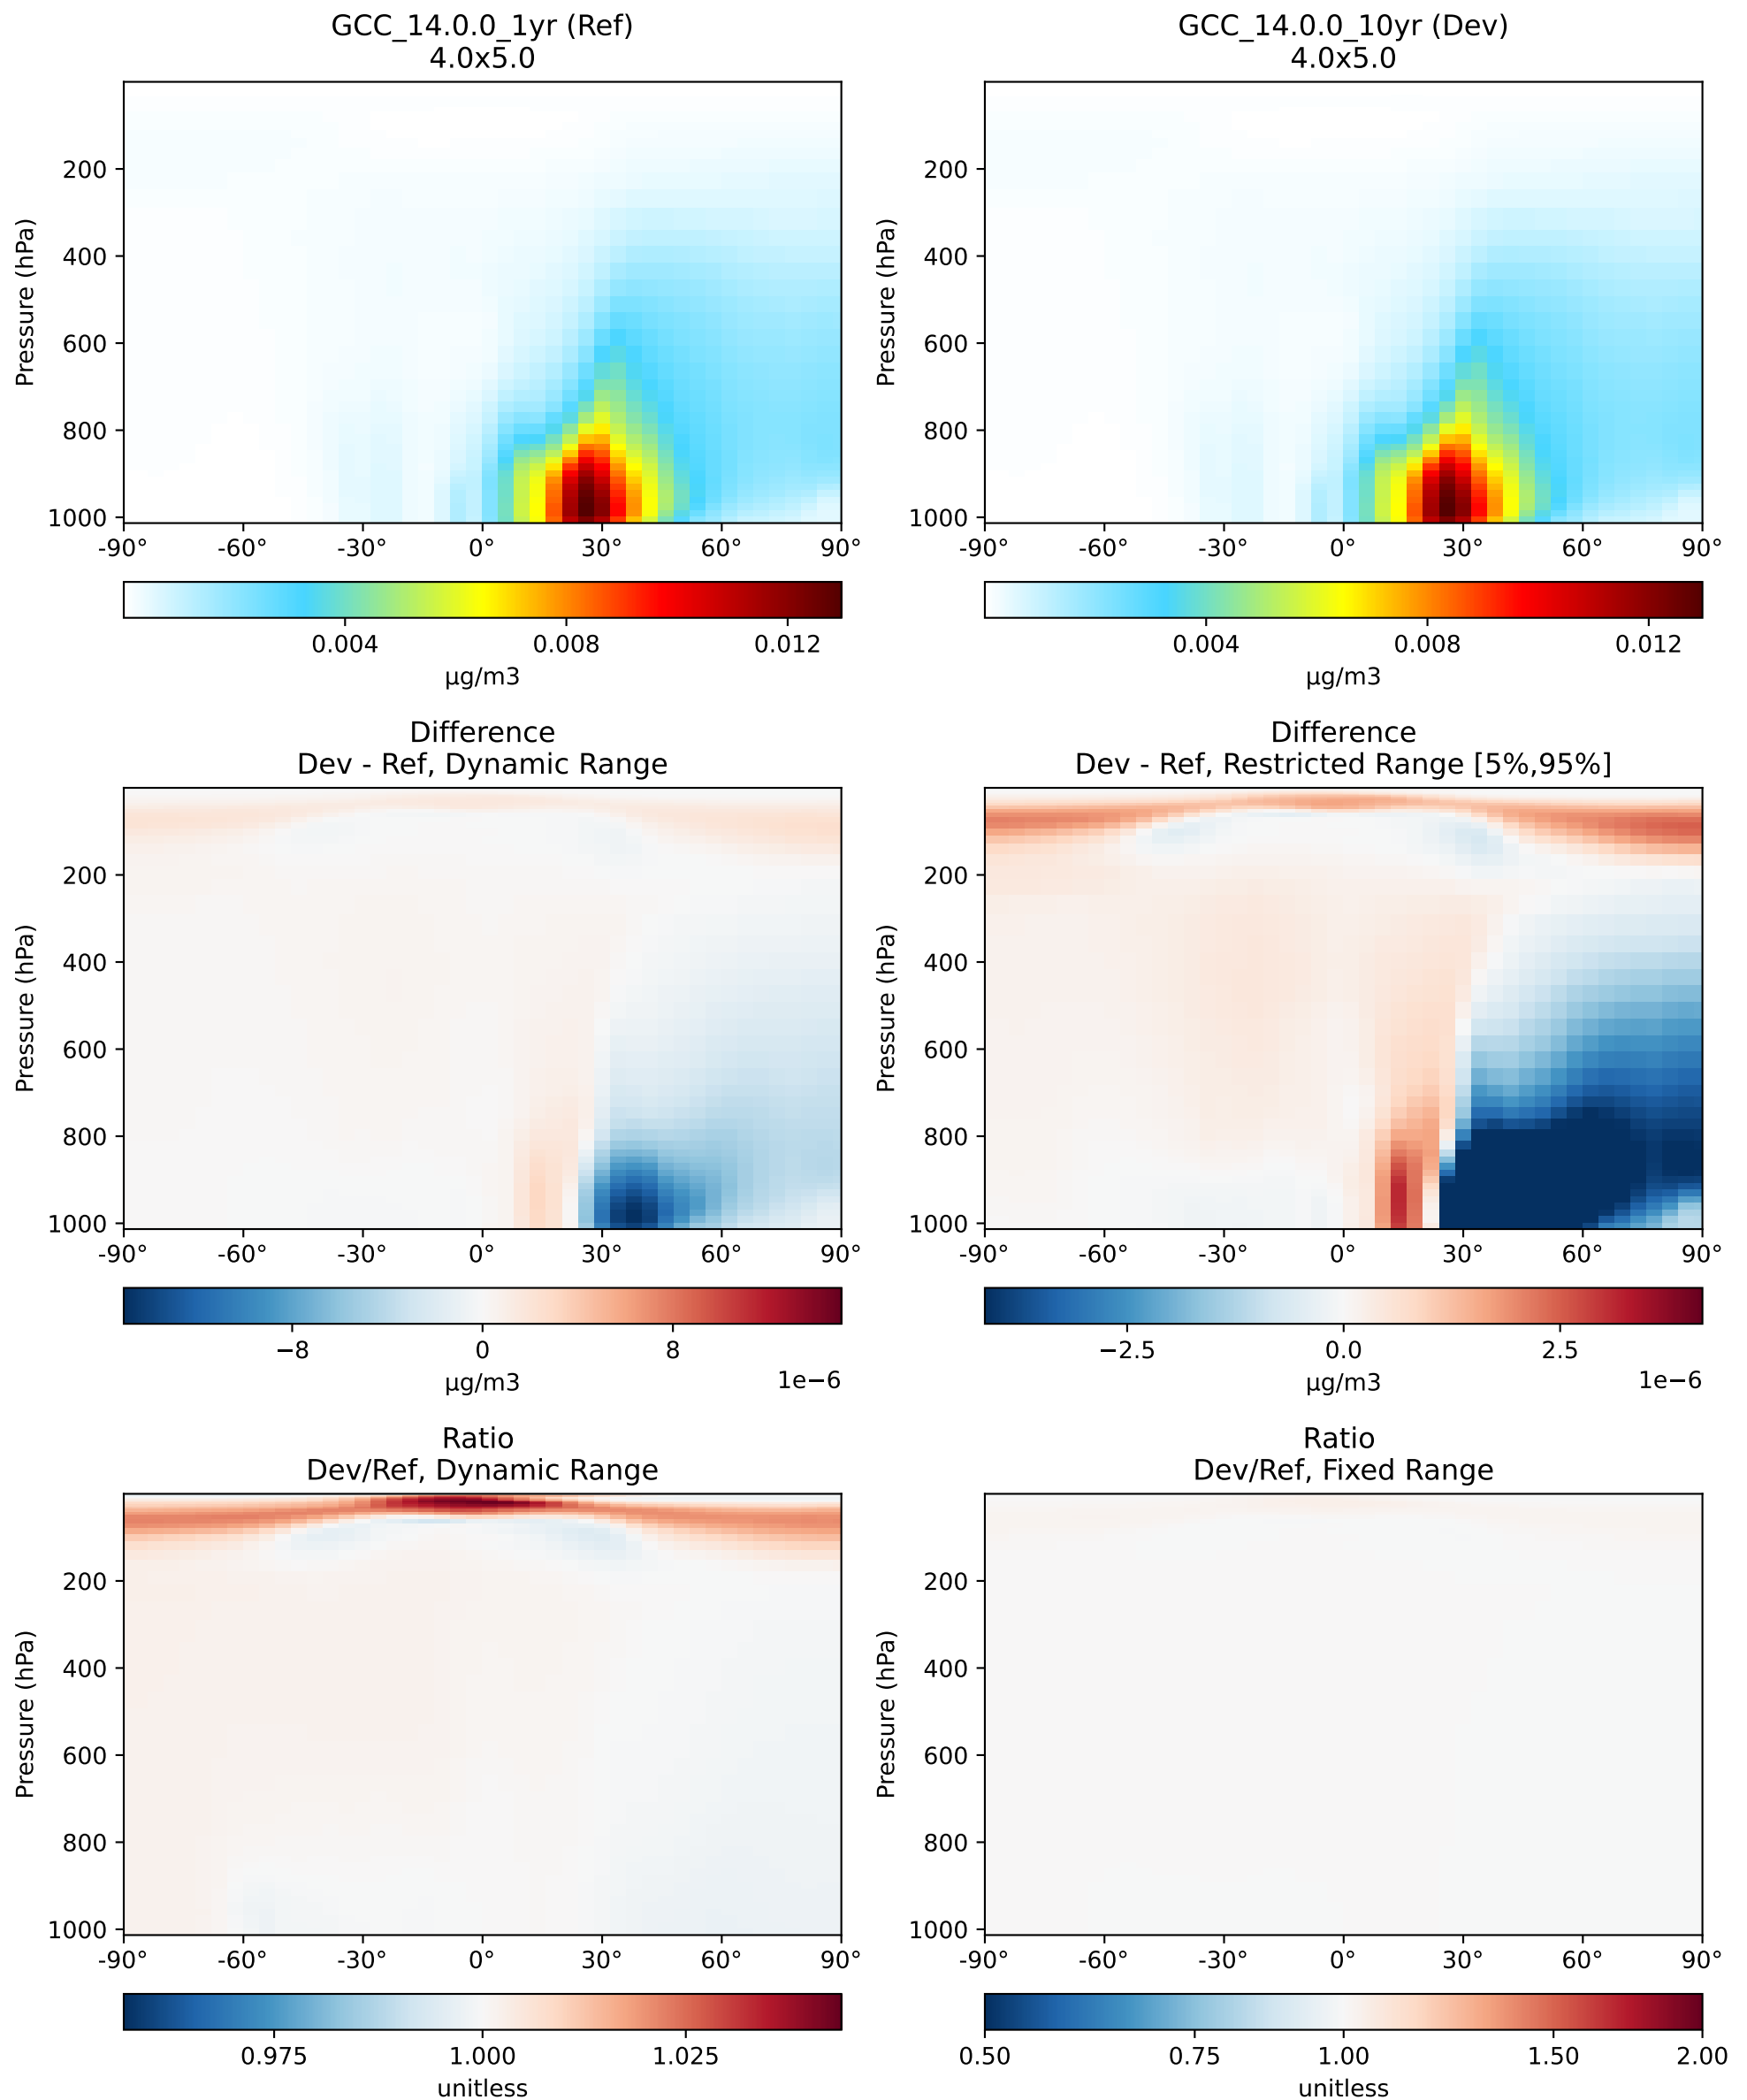 GCC_14.0.0_1yr (Ref)
4.0x5.0
Pressure (hPa)
200
400
600
800
1000
-90° -60° -30° 0° 30° 60° 90°
0.004 0.008 0.012
µg/m3
GCC_14.0.0_10yr (Dev)
4.0x5.0
Pressure (hPa)
200
400
600
800
1000
-90° -60° -30° 0° 30° 60° 90°
0.004 0.008 0.012
µg/m3
Difference
Dev - Ref, Dynamic Range
Pressure (hPa)
200
400
600
800
1000
-90° -60° -30° 0° 30° 60° 90°
−8 0 8
µg/m3 1e−6
Difference
Dev - Ref, Restricted Range [5%,95%]
Pressure (hPa)
200
400
600
800
1000
-90° -60° -30° 0° 30° 60° 90°
−2.5 0.0 2.5
µg/m3 1e−6
Ratio
Dev/Ref, Dynamic Range
Pressure (hPa)
200
400
600
800
1000
-90° -60° -30° 0° 30° 60° 90°
0.975 1.000 1.025
unitless
Ratio
Dev/Ref, Fixed Range
Pressure (hPa)
200
400
600
800
1000
-90° -60° -30° 0° 30° 60° 90°
0.50 0.75 1.00 1.50 2.00
unitless